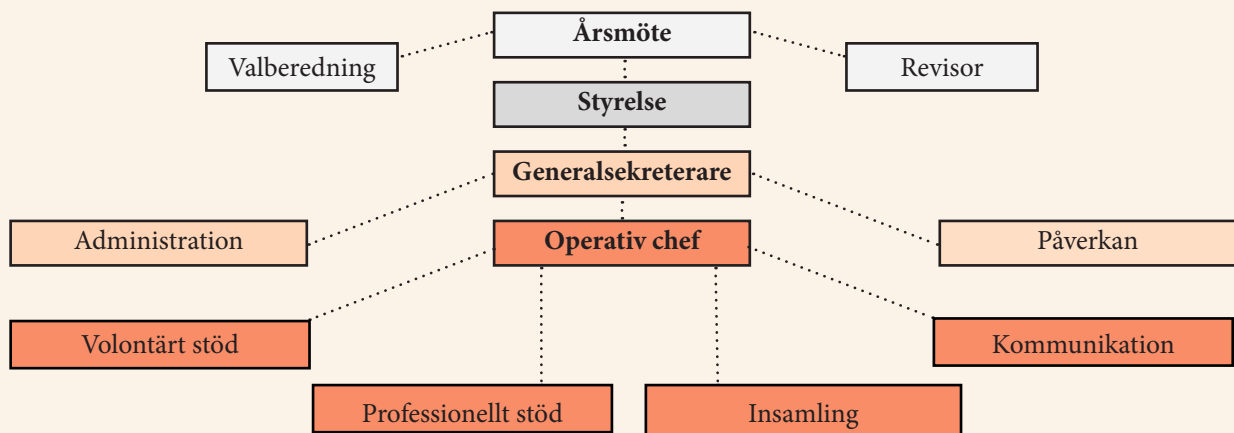 Årsmöte
Valberedning
Revisor
Styrelse
Generalsekreterare
Administration
Operativ chef
Påverkan
Volontärt stöd
Kommunikation
Professionellt stöd
Insamling